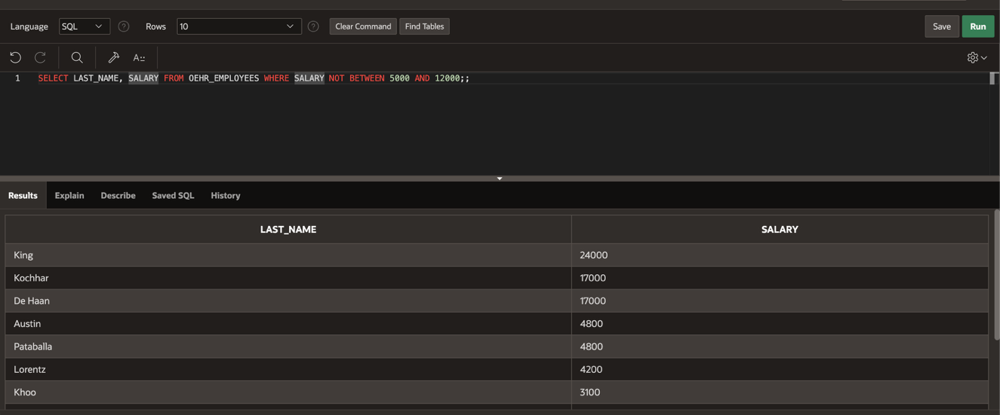 Language SQL Rows 10 Clear Command Find Tables Save Run
A
1 SELECT LAST_NAME, SALARY FROM OEHR_EMPLOYEES WHERE SALARY NOT BETWEEN 5000 AND 12000;;
Results Explain Describe Saved SQL History
LAST_NAME SALARY
King 24000
Kochhar 17000
De Haan 17000
Austin 4800
Pataballa 4800
Lorentz 4200
Khoo 3100